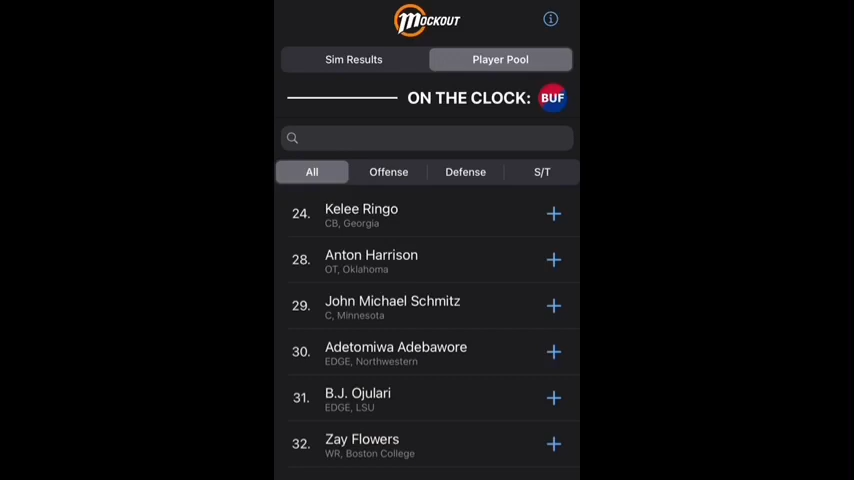 MOCKOUT
Sim Results
Player Pool
ON THE CLOCK: BUF
All
Offense
Defense
S/T
24. Kelee Ringo
CB, Georgia
28. Anton Harrison
OT, Oklahoma
29. John Michael Schmitz
C, Minnesota
30. Adetomiwa Adebawore
EDGE, Northwestern
31. B.J. Ojulari
EDGE, LSU
32. Zay Flowers
WR, Boston College